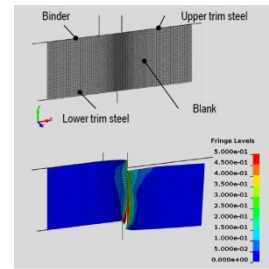 Binder
Upper trim steel
Lower trim steel
Blank
Fringe Levels
5.000e-01
4.500e-01
4.000e-01
3.500e-01
3.000e-01
2.500e-01
2.000e-01
1.500e-01
1.000e-01
5.000e-02
0.000e+00